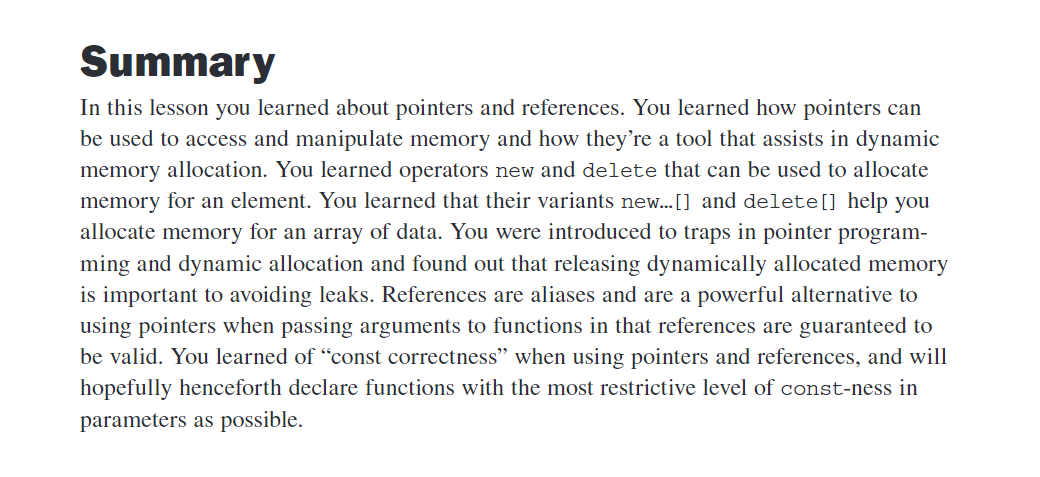 Summary
In this lesson you learned about pointers and references. You learned how pointers can
be used to access and manipulate memory and how they’re a tool that assists in dynamic
memory allocation. You learned operators new and delete that can be used to allocate
memory for an element. You learned that their variants new…[] and delete[] help you
allocate memory for an array of data. You were introduced to traps in pointer program-
ming and dynamic allocation and found out that releasing dynamically allocated memory
is important to avoiding leaks. References are aliases and are a powerful alternative to
using pointers when passing arguments to functions in that references are guaranteed to
be valid. You learned of “const correctness” when using pointers and references, and will
hopefully henceforth declare functions with the most restrictive level of const-ness in
parameters as possible.